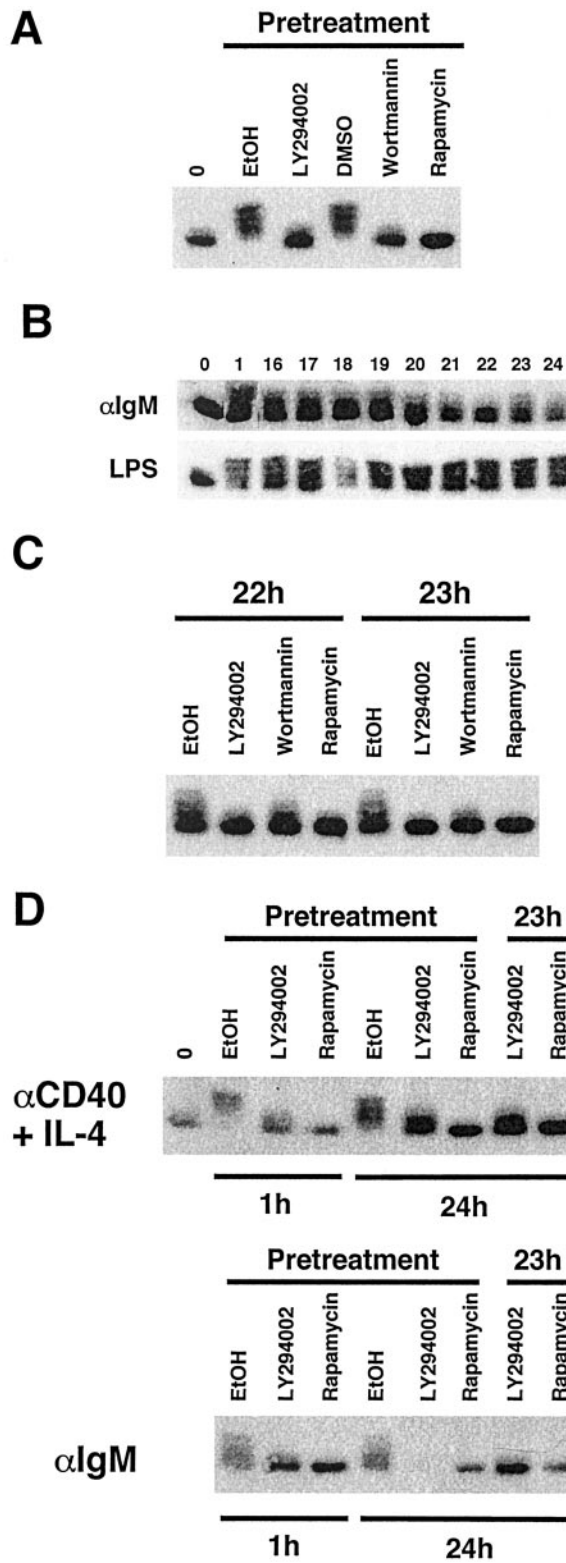 A
Pretreatment
0 EtOH LY294002 DMSO Wortmannin Rapamycin
B
0 1 16 17 18 19 20 21 22 23 24
αIgM
LPS
C
22h 23h
EtOH LY294002 Wortmannin Rapamycin EtOH LY294002 Wortmannin Rapamycin
D
Pretreatment 23h
0 EtOH LY294002 Rapamycin EtOH LY294002 Rapamycin LY294002 Rapamycin
αCD40
+ IL-4
1h 24h
Pretreatment 23h
EtOH LY294002 Rapamycin EtOH LY294002 Rapamycin LY294002 Rapamycin
αIgM
1h 24h